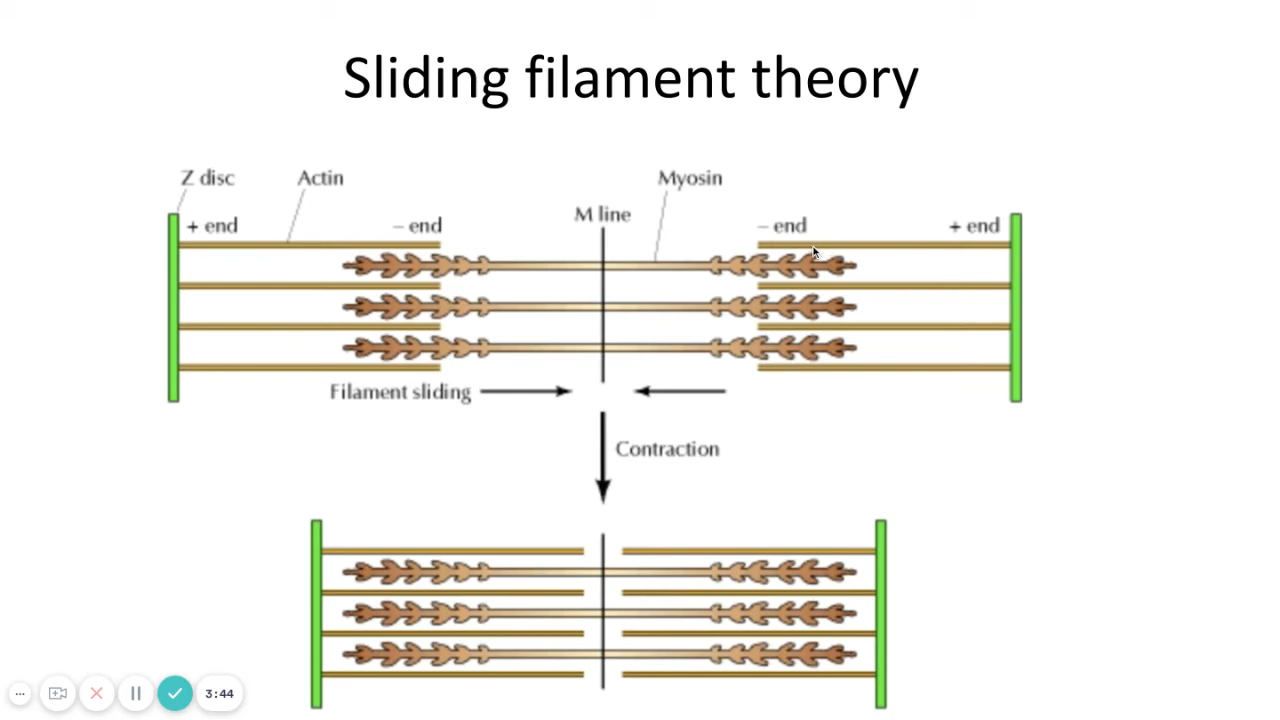 Sliding filament theory
Z disc Actin Myosin
M line
+ end – end – end + end
Filament sliding
Contraction
3:44